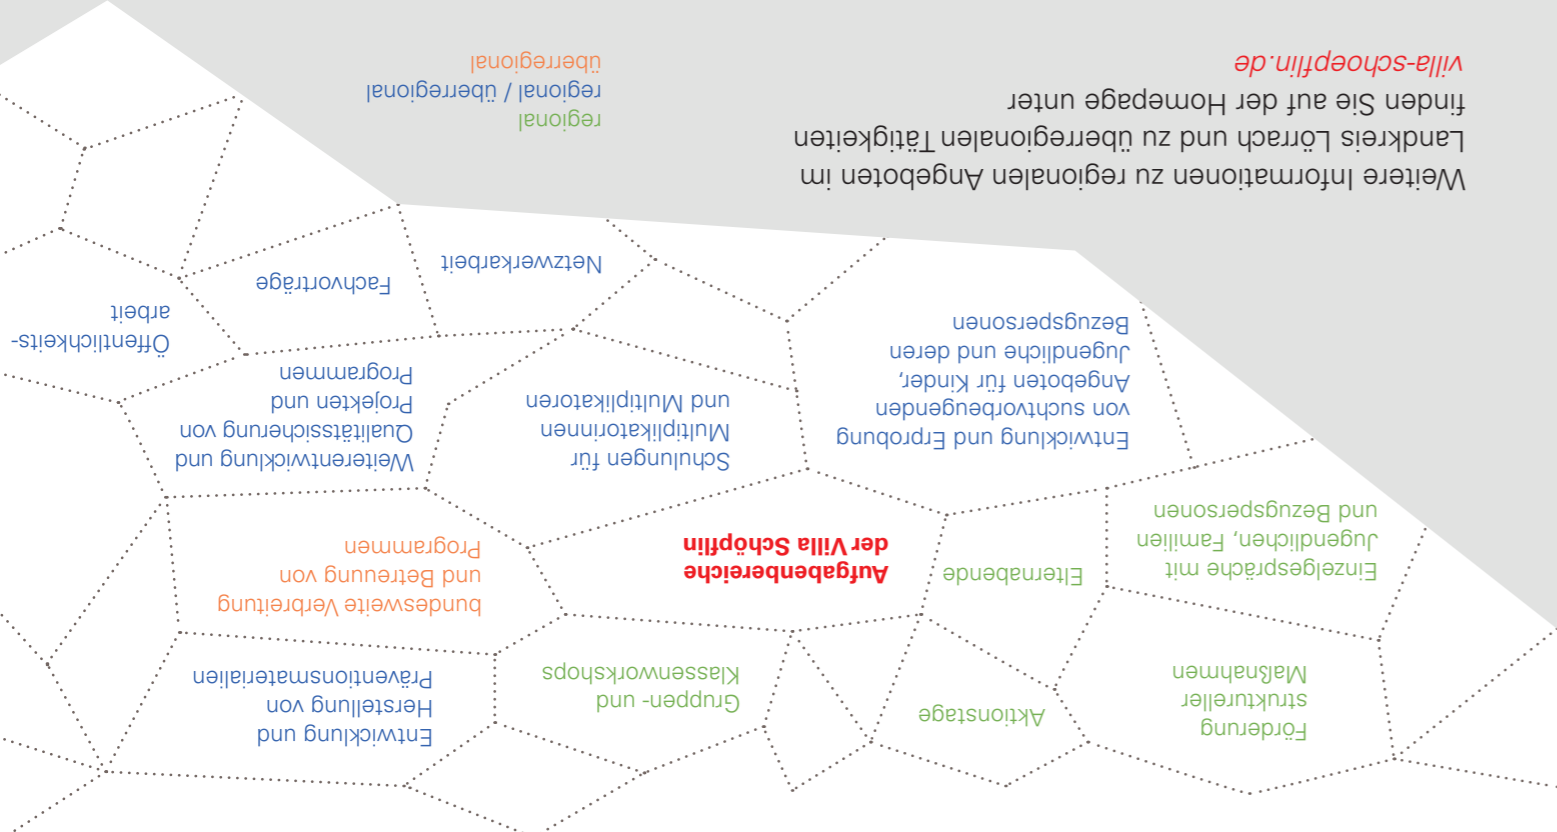 Förderung
struktureller
Maßnahmen
Aktionstage
Gruppen- und
Klassenworkshops
Entwicklung und
Herstellung von
Präventionsmaterialien
Einzelgespräche mit
Jugendlichen, Familien
und Bezugspersonen
Elternabende
Aufgabenbereiche
der Villa Schöpflin
bundesweite Verbreitung
und Betreuung von
Programmen
Entwicklung und Erprobung
von suchtvorbeugenden
Angeboten für Kinder,
Jugendliche und deren
Bezugspersonen
Schulungen für
Multiplikatorinnen
und Multiplikatoren
Weiterentwicklung und
Qualitätssicherung von
Projekten und
Programmen
Öffentlichkeits-
arbeit
Netzwerkarbeit
Fachvorträge
Weitere Informationen zu regionalen Angeboten im
Landkreis Lörrach und zu überregionalen Tätigkeiten
finden Sie auf der Homepage unter
villa-schoepflin.de
regional
regional / überregional
überregional